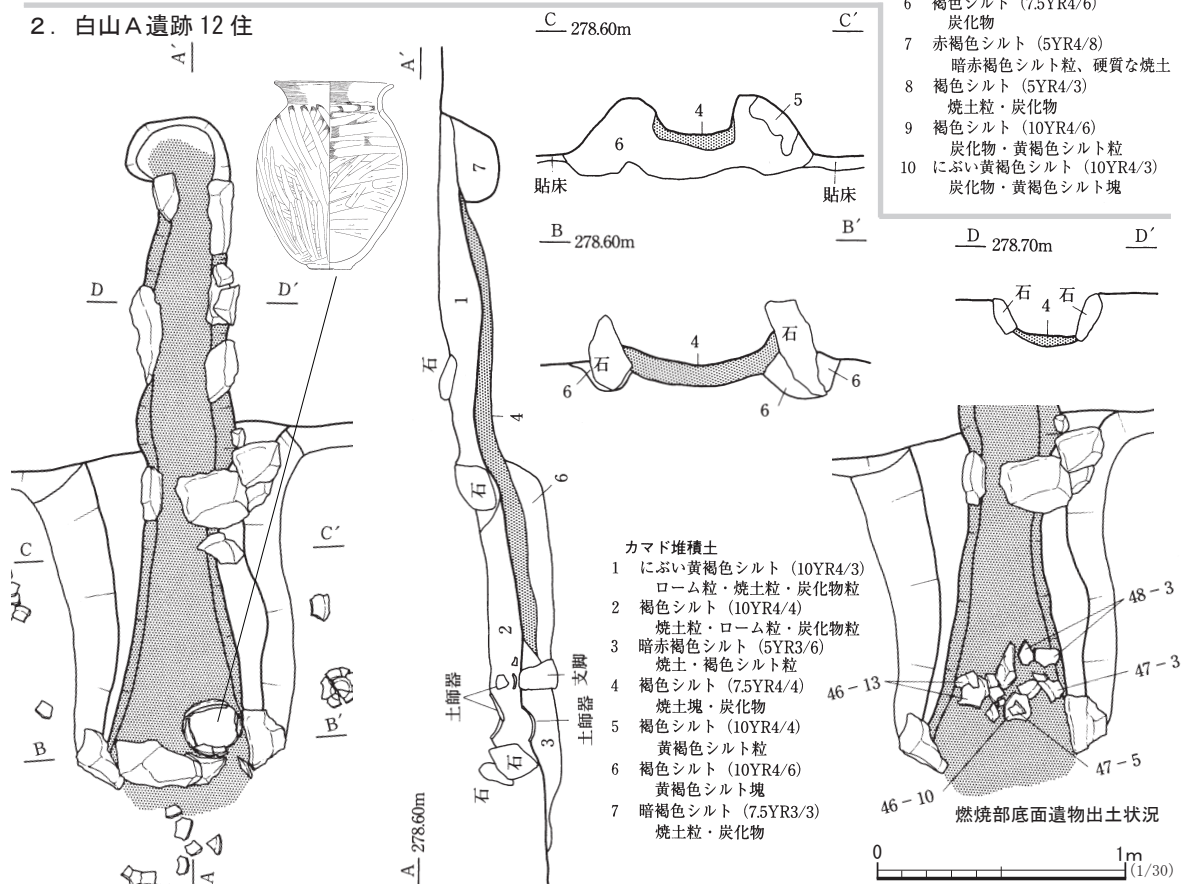 2. 白山A遺跡 12 住
6 褐色シルト (7.5YR4/6)
炭化物
7 赤褐色シルト (5YR4/8)
暗赤褐色シルト粒、硬質な焼土
8 褐色シルト (5YR4/3)
焼土粒・炭化物
9 褐色シルト (10YR4/6)
炭化物・黄褐色シルト粒
10 にぶい黄褐色シルト (10YR4/3)
炭化物・黄褐色シルト塊
A′
D
D′
C
C′
B
B′
A
A′
7
1
石
4
石
6
2
土師器
支脚
土師器
3
石
石
A 278.60m
C 278.60m
C′
4
5
6
貼床
貼床
B 278.60m
B′
4
石
石
6
6
6
D 278.70m
D′
石
4
石
カマド堆積土
1 にぶい黄褐色シルト (10YR4/3)
ローム粒・焼土粒・炭化物粒
2 褐色シルト (10YR4/4)
焼土粒・ローム粒・炭化物粒
3 暗赤褐色シルト (5YR3/6)
焼土・褐色シルト粒
4 褐色シルト (7.5YR4/4)
焼土塊・炭化物
5 褐色シルト (10YR4/4)
黄褐色シルト粒
6 褐色シルト (10YR4/6)
黄褐色シルト塊
7 暗褐色シルト (7.5YR3/3)
焼土粒・炭化物
48-3
46-13
47-3
47-5
46-10
燃焼部底面遺物出土状況
0
1m
(1/30)